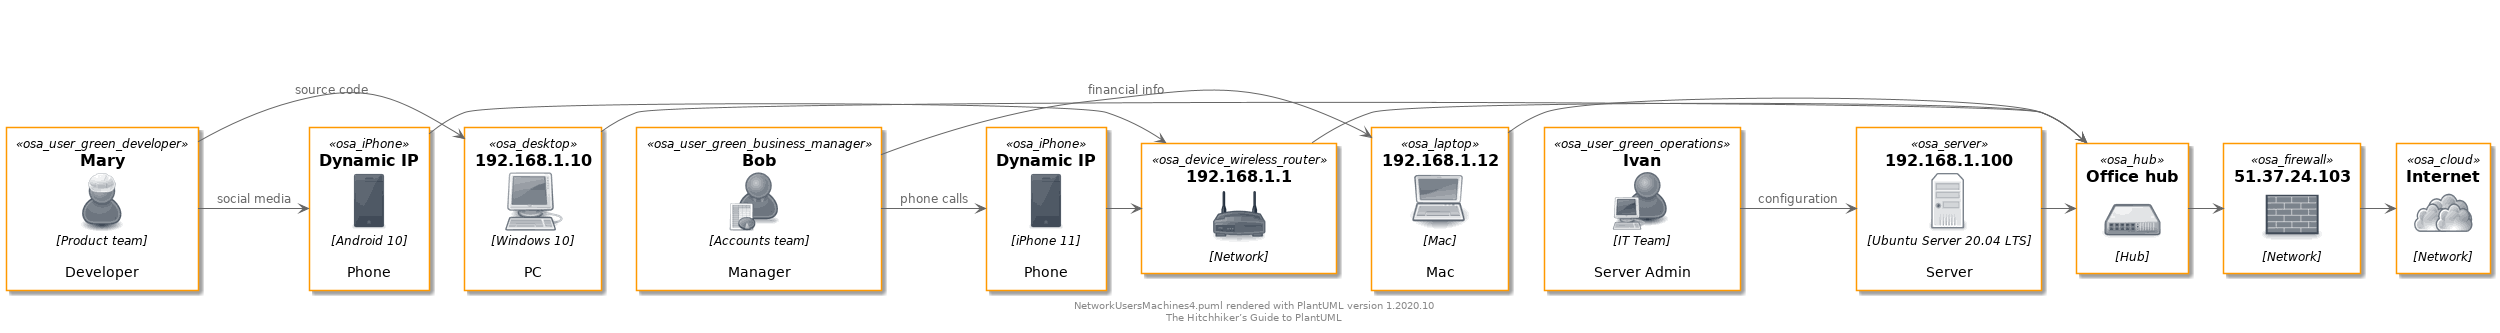 source code
financial info
«osa_user_green_developer»
Mary
[Product team]
Developer
social media
«osa_iPhone»
Dynamic IP
[Android 10]
Phone
«osa_desktop»
192.168.1.10
[Windows 10]
PC
«osa_user_green_business_manager»
Bob
[Accounts team]
Manager
phone calls
«osa_iPhone»
Dynamic IP
[iPhone 11]
Phone
«osa_device_wireless_router»
192.168.1.1
[Network]
«osa_laptop»
192.168.1.12
[Mac]
Mac
«osa_user_green_operations»
Ivan
[IT Team]
Server Admin
configuration
«osa_server»
192.168.1.100
[Ubuntu Server 20.04 LTS]
Server
«osa_hub»
Office hub
[Hub]
«osa_firewall»
51.37.24.103
[Network]
«osa_cloud»
Internet
[Network]
NetworkUsersMachines4.puml rendered with PlantUML version 1.2020.10
The Hitchhiker's Guide to PlantUML